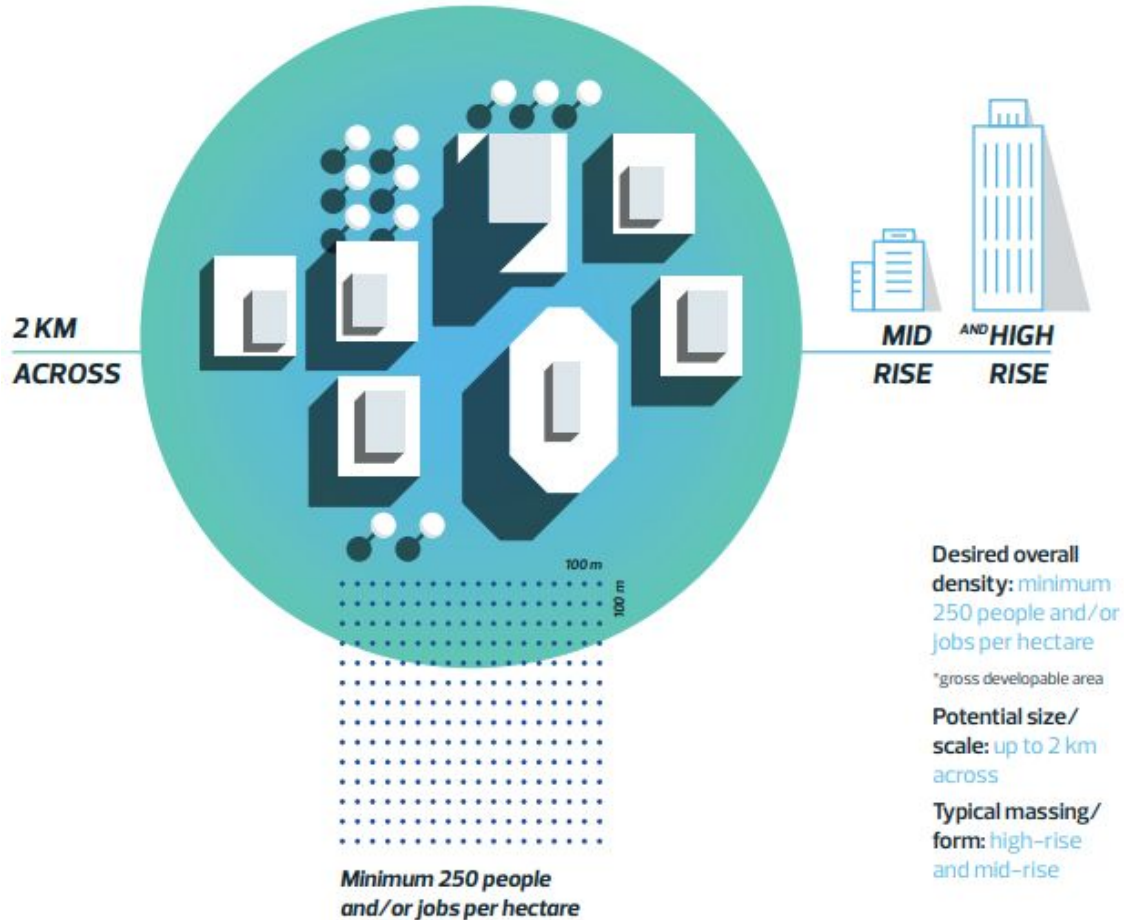 2 KM
ACROSS
MID
RISE
AND HIGH
RISE
100 m
100 m
Minimum 250 people
and/or jobs per hectare
Desired overall
density: minimum
250 people and/or
jobs per hectare
*gross developable area
Potential size/
scale: up to 2 km
across
Typical massing/
form: high-rise
and mid-rise